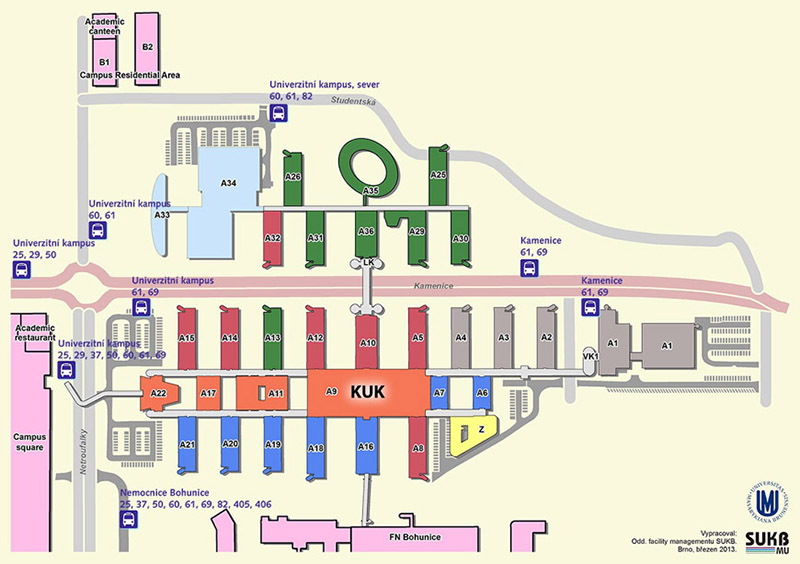 Academic
canteen
B1
B2
Campus Residential Area
Univerzitní kampus, sever
60, 61, 82
Studentská
A26
A35
A25
A34
A33
Univerzitní kampus
60, 61
A32
A31
A36
A29
A30
Univerzitní kampus
25, 29, 50
LK
Kamenice
61, 69
Kamenice
Univerzitní kampus
61, 69
Kamenice
61, 69
Academic
restaurant
Univerzitní kampus
25, 29, 37, 50, 60, 61, 69
A15
A14
A13
A12
A10
A5
A4
A3
A2
A1
A1
VK1
A22
A17
A11
A9
KUK
A7
A6
Campus
square
Netroufalky
A21
A20
A19
A18
A16
A8
Z
Nemocnice Bohunice
25, 37, 50, 60, 61, 69, 82, 405, 406
FN Bohunice
Vypracoval:
Odd. facility managementu SUKB.
Brno, březen 2013.
SUKB
MU